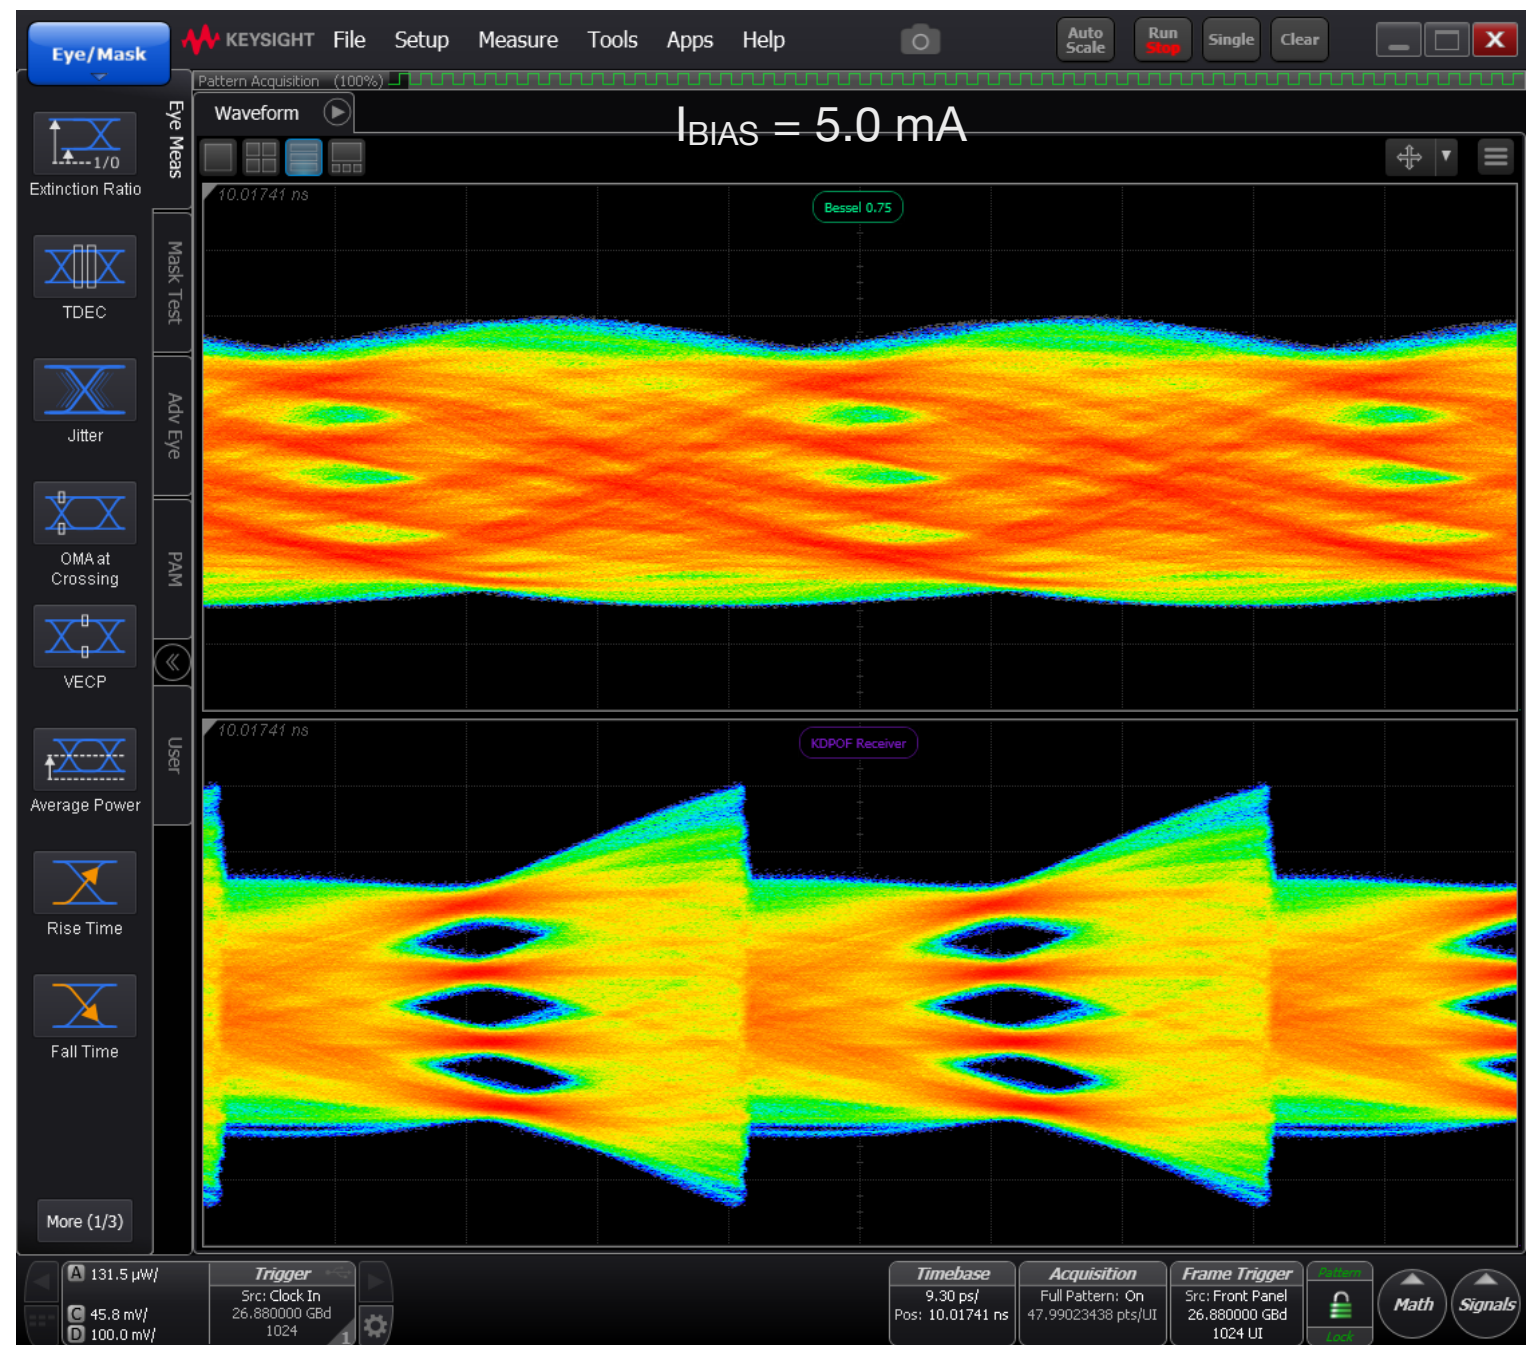 Eye/Mask
KEYSIGHT File Setup Measure Tools Apps Help
Auto Scale
Run Stop
Single
Clear
X
Pattern Acquisition (100%)
Waveform
I_BIAS = 5.0 mA
Eye Meas
Mask Test
Adv Eye
PAM
User
1/0
Extinction Ratio
TDEC
Jitter
OMA at
Crossing
VECP
Average Power
Rise Time
Fall Time
More (1/3)
10.01741 ns
Bessel 0.75
10.01741 ns
KDPOF Receiver
A 131.5 µW/
C 45.8 mV/
D 100.0 mV/
Trigger
Src: Clock In
26.880000 GBd
1024
1
Timebase
9.30 ps/
Pos: 10.01741 ns
Acquisition
Full Pattern: On
47.99023438 pts/UI
Frame Trigger
Src: Front Panel
26.880000 GBd
1024 UI
Pattern
Lock
Math
Signals